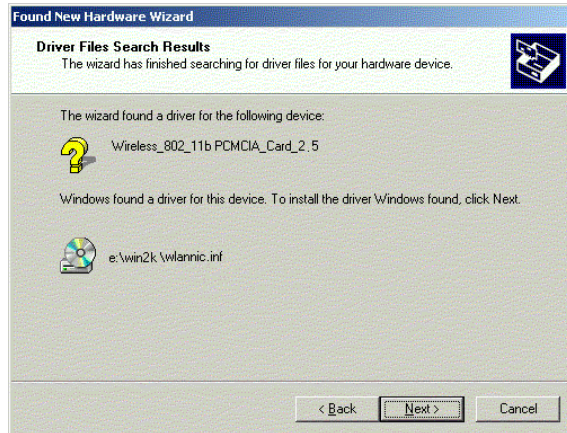 Found New Hardware Wizard
Driver Files Search Results
The wizard has finished searching for driver files for your hardware device.
The wizard found a driver for the following device:
Wireless_802_11b PCMCIA_Card_2.5
Windows found a driver for this device. To install the driver Windows found, click Next.
e:\win2k \wlannic.inf
< Back
Next >
Cancel